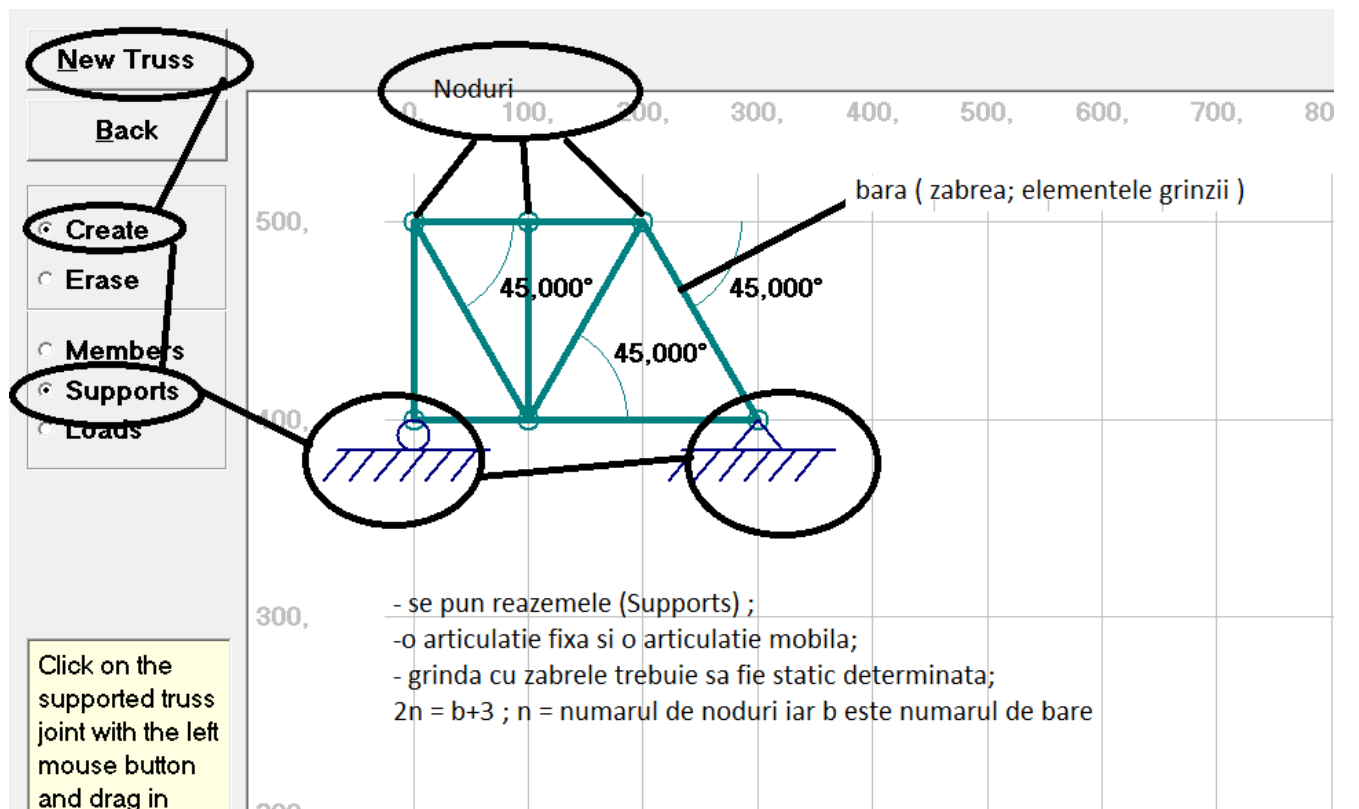 New Truss
Back
Create
Erase
Members
Supports
Loads
Click on the
supported truss
joint with the left
mouse button
and drag in
Noduri
0, 100, 200, 300, 400, 500, 600, 700, 80
bara ( zabrea; elementele grinzii )
500,
45,000°
45,000°
45,000°
400,
300,
- se pun reazemele (Supports) ;
-o articulatie fixa si o articulatie mobila;
- grinda cu zabrele trebuie sa fie static determinata;
2n = b+3 ; n = numarul de noduri iar b este numarul de bare